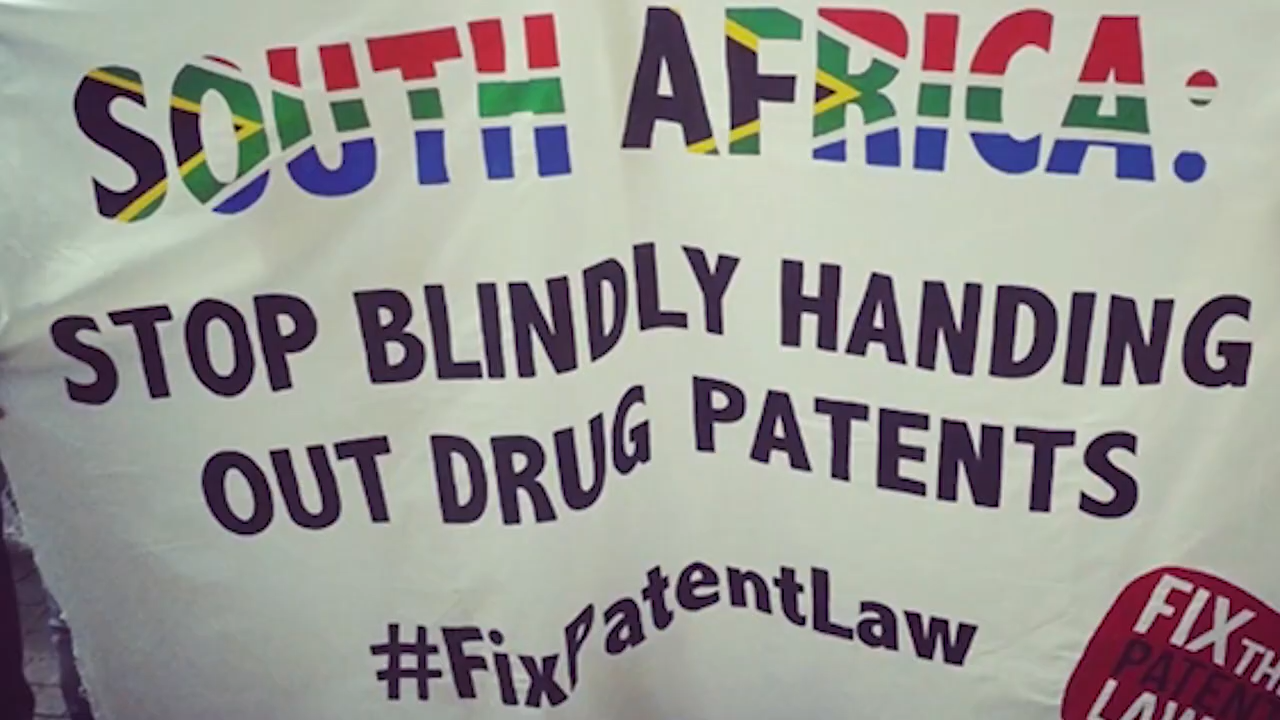 SOUTH AFRICA:
STOP BLINDLY HANDING
OUT DRUG PATENTS
#FixPatentLaw
FIX